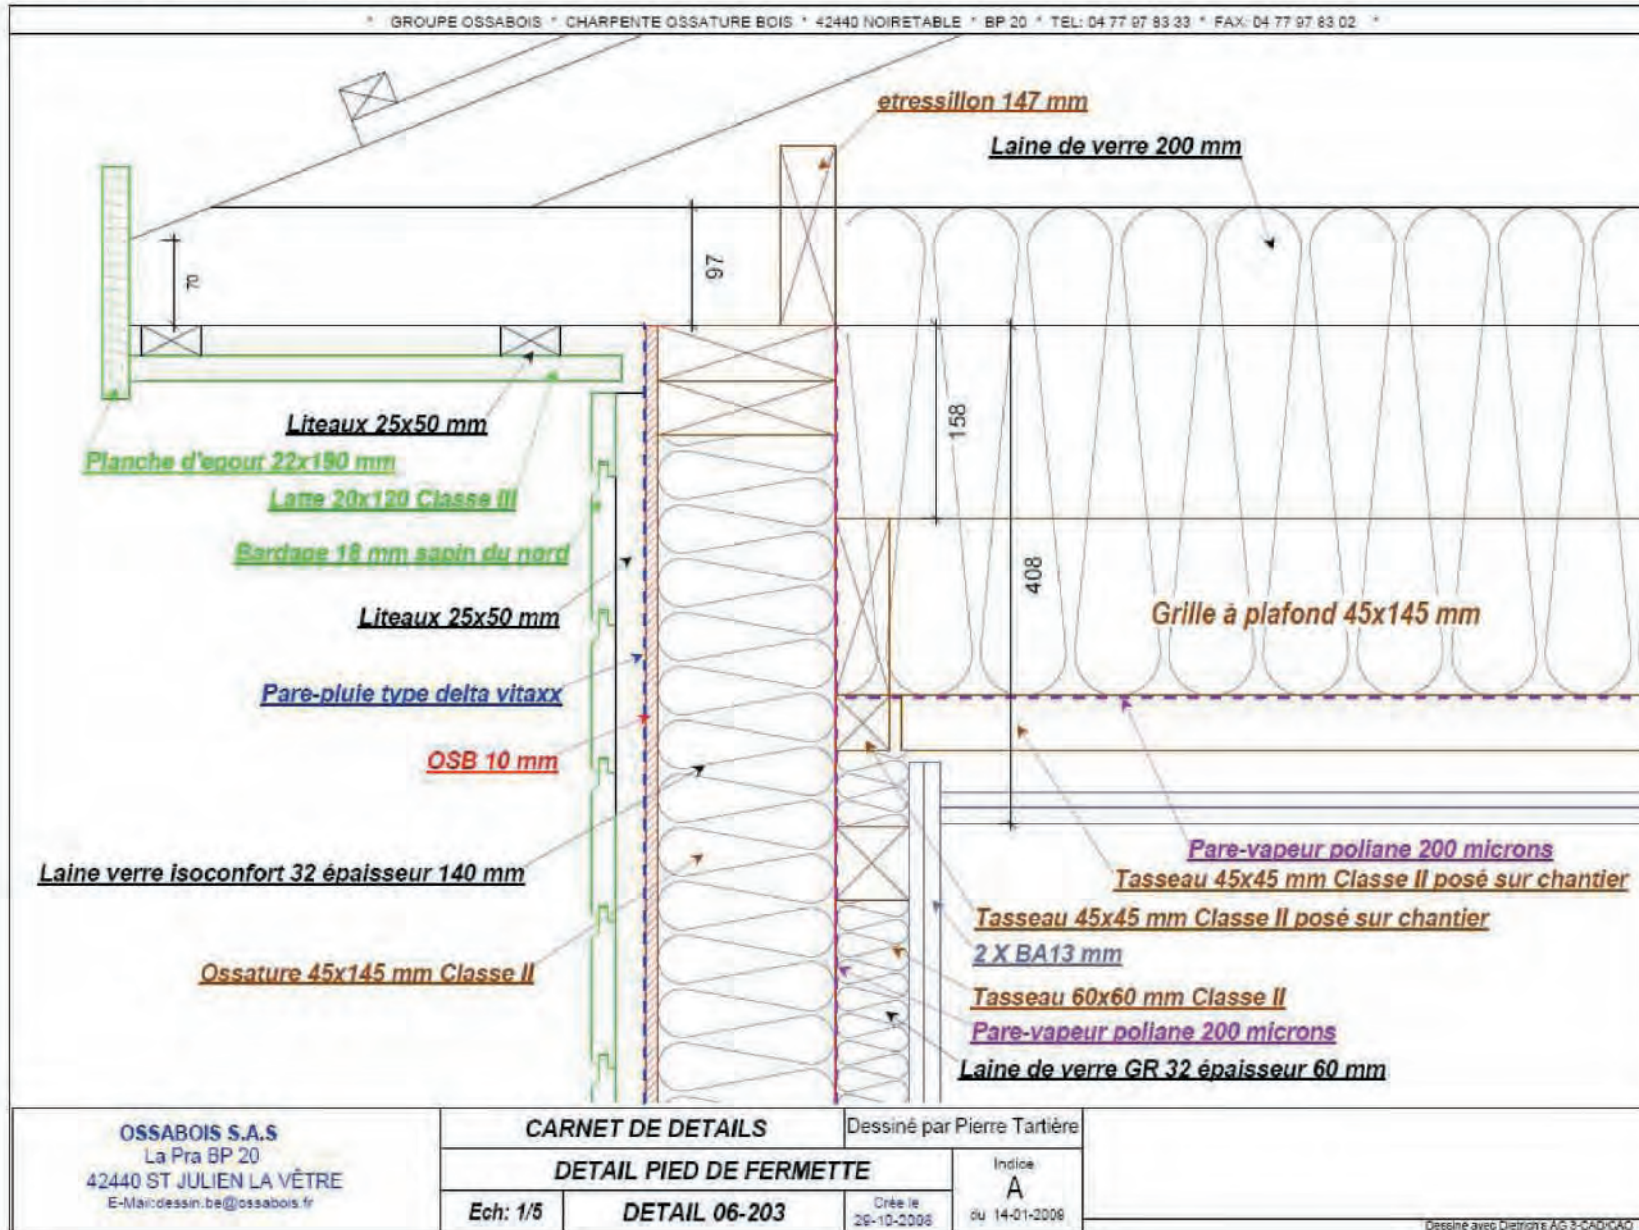 * GROUPE OSSABOIS * CHARPENTE OSSATURE BOIS * 42440 NOIRETABLE * BP 20 * TEL: 04 77 97 83 33 * FAX: 04 77 97 83 02 *
etressillon 147 mm
Laine de verre 200 mm
70
97
Liteaux 25x50 mm
Planche d'egout 22x190 mm
Latte 20x120 Classe III
Bardage 18 mm sapin du nord
Liteaux 25x50 mm
158
408
Grille à plafond 45x145 mm
Pare-pluie type delta vitaxx
OSB 10 mm
Laine verre isoconfort 32 épaisseur 140 mm
Ossature 45x145 mm Classe II
Pare-vapeur poliane 200 microns
Tasseau 45x45 mm Classe II posé sur chantier
Tasseau 45x45 mm Classe II posé sur chantier
2 X BA13 mm
Tasseau 60x60 mm Classe II
Pare-vapeur poliane 200 microns
Laine de verre GR 32 épaisseur 60 mm
OSSABOIS S.A.S
La Pra BP 20
42440 ST JULIEN LA VÊTRE
E-Mail:dessin.be@ossabois.fr
CARNET DE DETAILS
Dessiné par Pierre Tartière
DETAIL PIED DE FERMETTE
Ech: 1/5
DETAIL 06-203
Crée le
Indice
A
Dessiné avec Dietrich's AG